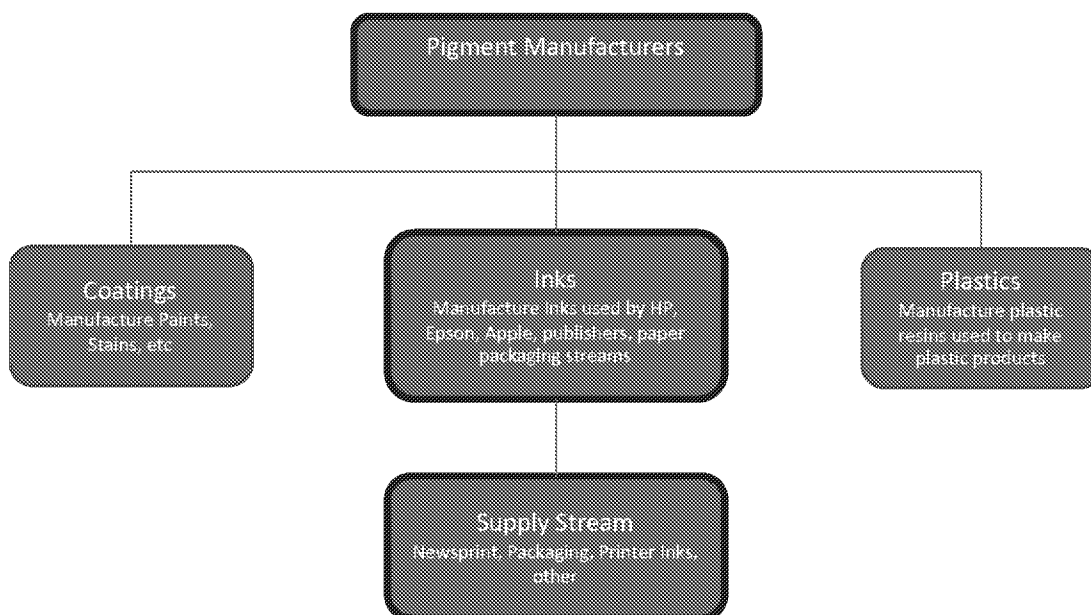 Pigment Manufacturers
Coatings
Manufacture Paints,
Stains, etc
Inks
Manufacture Inks used by HP,
Epson, Apple, publishers, paper
packaging streams
Plastics
Manufacture plastic
resins used to make
plastic products
Supply Stream
Newsprint, Packaging, Printer Inks,
other